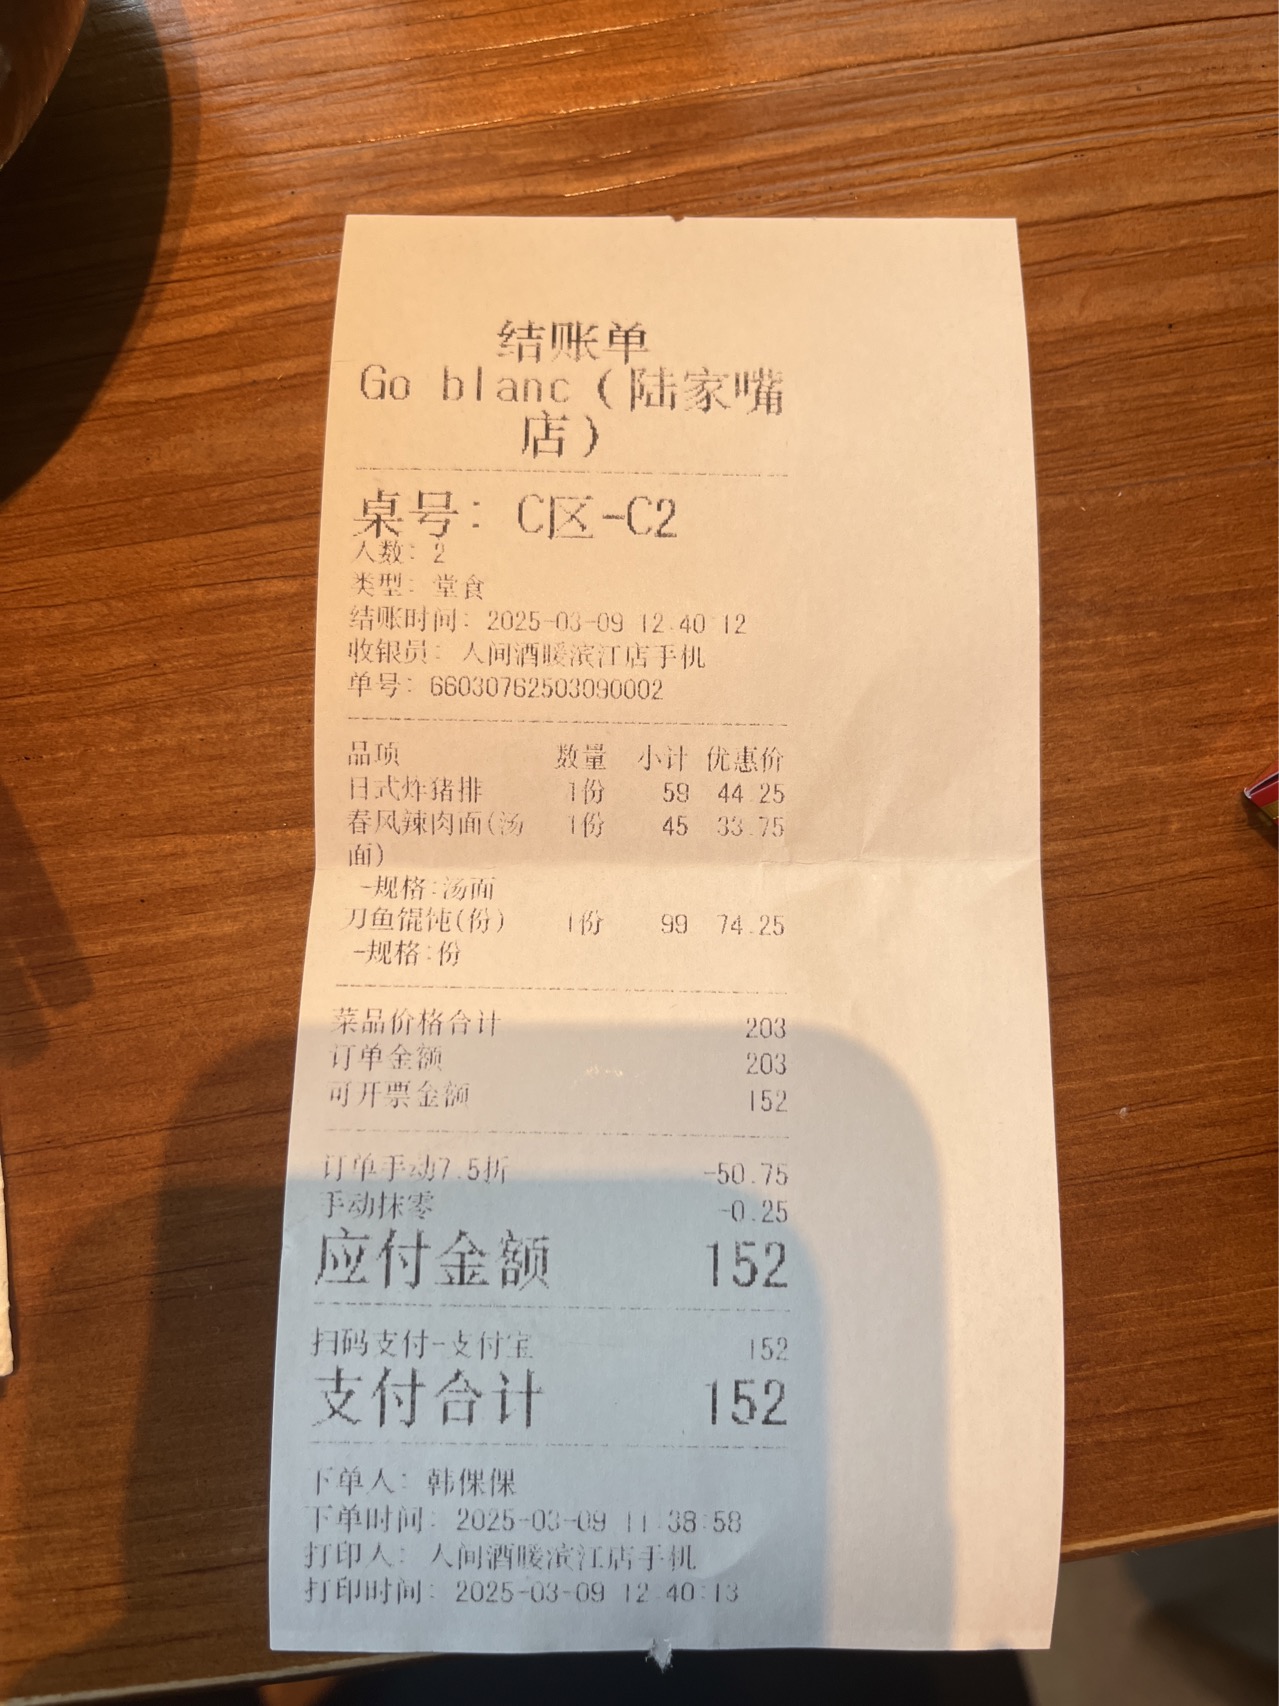 结账单
Go blanc(陆家嘴
店)
桌号: C区-C2
人数: 2
类型: 堂食
结账时间: 2025-03-09 12:40:12
收银员: 人间酒暖滨江店手机
单号: 66030762503090002
品项 数量 小计 优惠价
日式炸猪排 1份 59 44.25
春风辣肉面(汤 1份 45 33.75
面)
-规格:汤面
刀鱼馄饨(份) 1份 99 74.25
-规格:份
菜品价格合计 203
订单金额 203
可开票金额 152
订单手动7.5折 -50.75
手动抹零 -0.25
应付金额 152
扫码支付-支付宝 152
支付合计 152
下单人: 韩倮倮
下单时间: 2025-03-09 11:38:58
打印人: 人间酒暖滨江店手机
打印时间: 2025-03-09 12:40:13